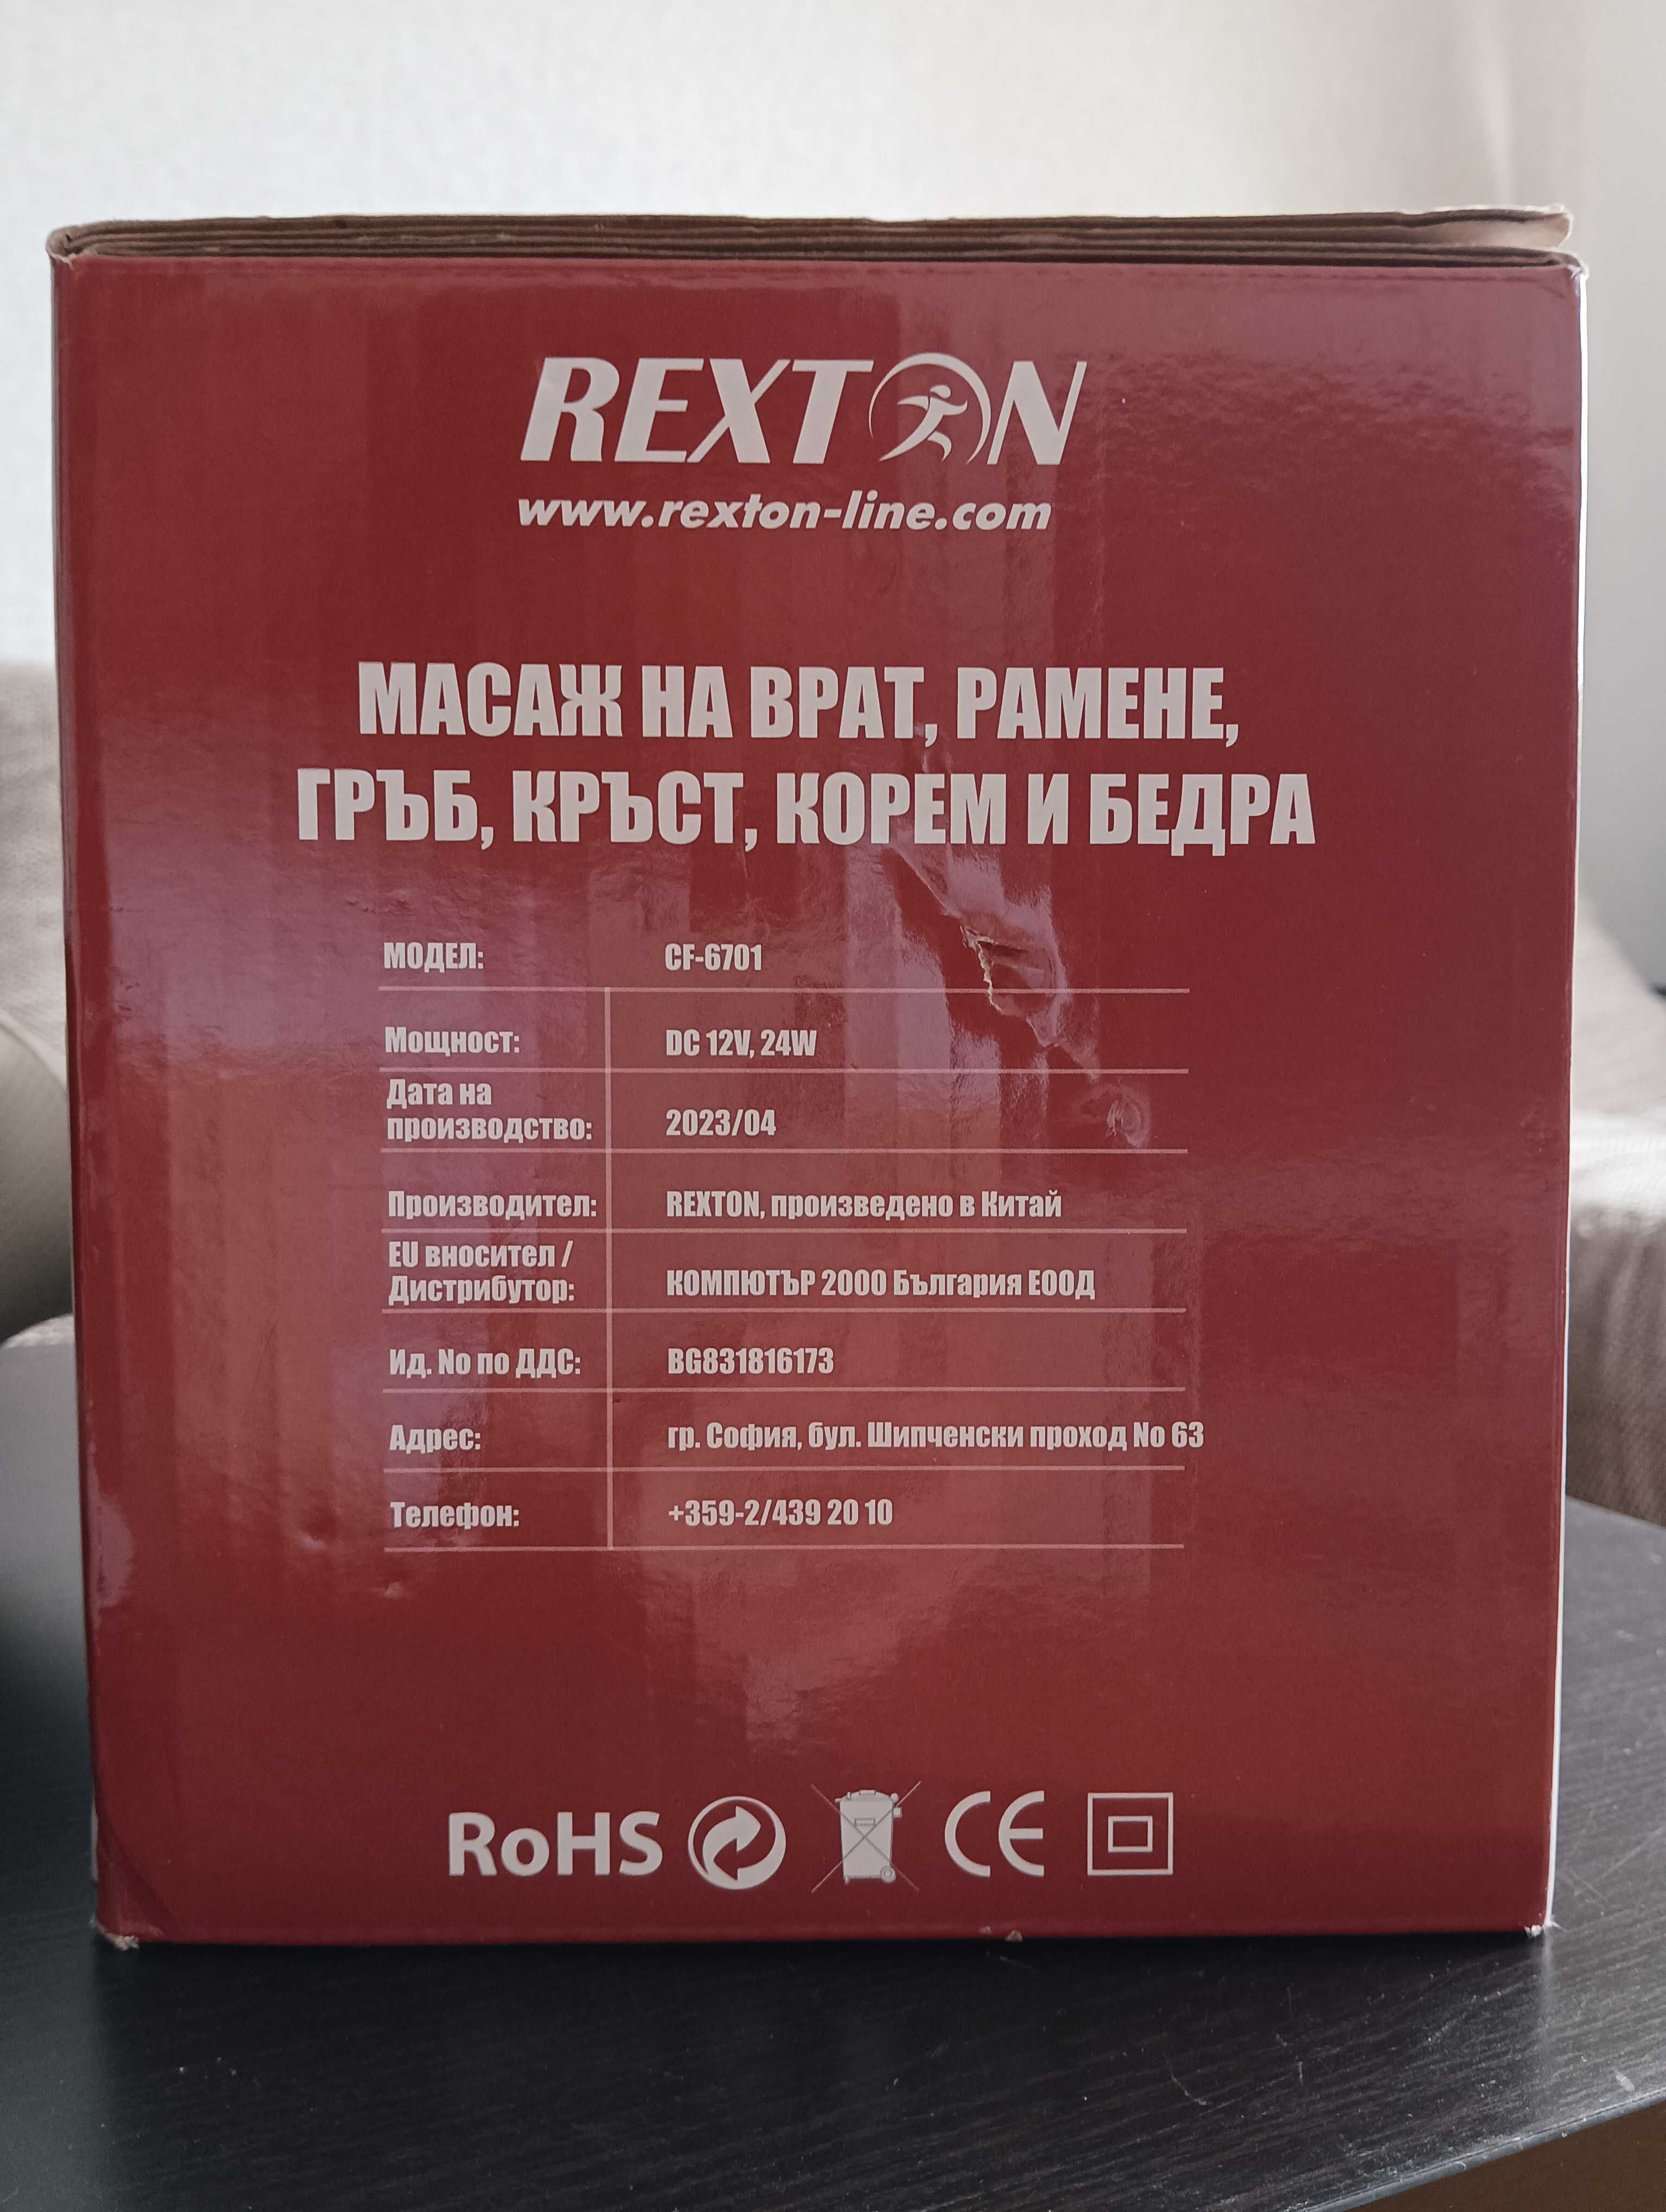 REXTON
www.rexton-line.com
МАСАЖ НА ВРАТ, РАМЕНЕ,
ГРЪБ, КРЪСТ, КОРЕМ И БЕДРА
МОДЕЛ: CF-6701
Мощност: DC 12V, 24W
Дата на
производство: 2023/04
Производител: REXTON, произведено в Китай
EU вносител /
Дистрибутор: КОМПЮТЪР 2000 България ЕООД
Ид. No по ДДС: BG831816173
Адрес: гр. София, бул. Шипченски проход No 63
Телефон: +359-2/439 20 10
RoHS CE